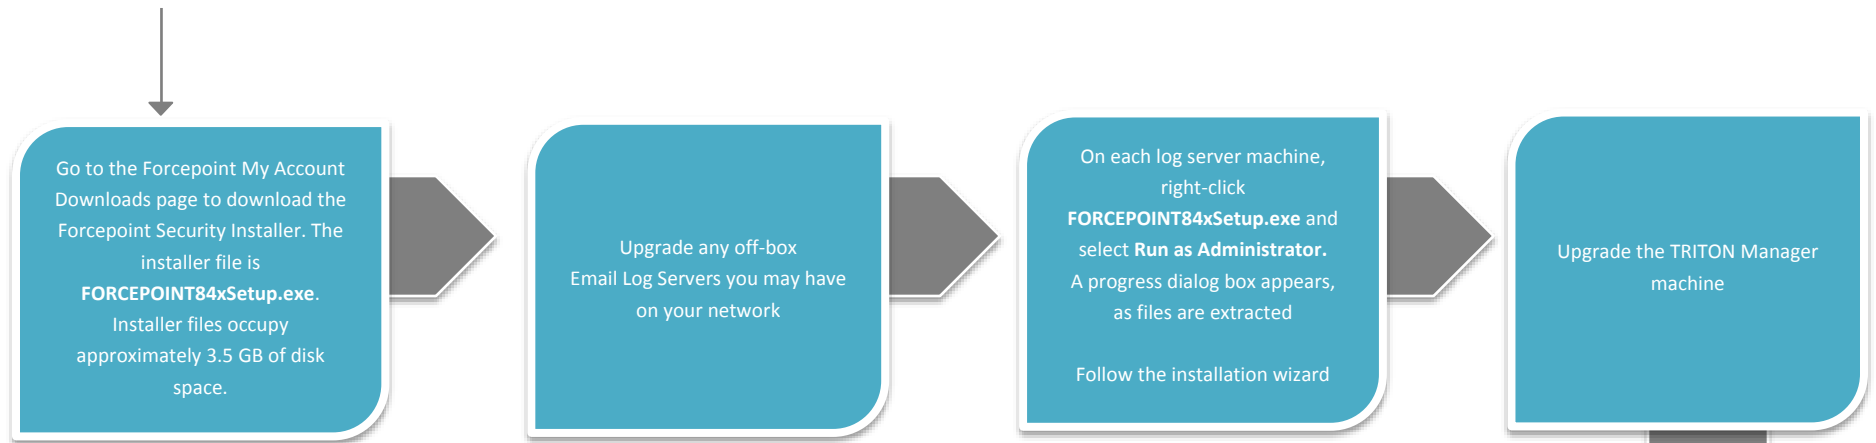 Go to the Forcepoint My Account
Downloads page to download the
Forcepoint Security Installer. The
installer file is
FORCEPOINT84xSetup.exe.
Installer files occupy
approximately 3.5 GB of disk
space.
Upgrade any off-box
Email Log Servers you may have
on your network
On each log server machine,
right-click
FORCEPOINT84xSetup.exe and
select Run as Administrator.
A progress dialog box appears,
as files are extracted
Follow the installation wizard
Upgrade the TRITON Manager
machine